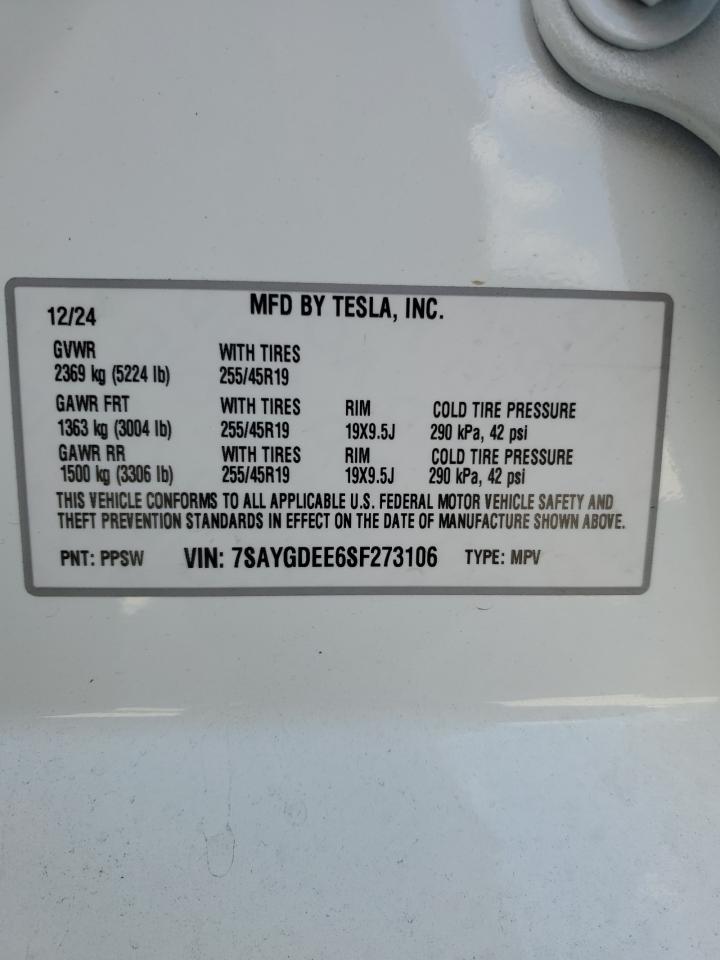 12/24 MFD BY TESLA, INC.
GVWR WITH TIRES
2369 kg (5224 lb) 255/45R19
GAWR FRT WITH TIRES RIM COLD TIRE PRESSURE
1363 kg (3004 lb) 255/45R19 19X9.5J 290 kPa, 42 psi
GAWR RR WITH TIRES RIM COLD TIRE PRESSURE
1500 kg (3306 lb) 255/45R19 19X9.5J 290 kPa, 42 psi
THIS VEHICLE CONFORMS TO ALL APPLICABLE U.S. FEDERAL MOTOR VEHICLE SAFETY AND
THEFT PREVENTION STANDARDS IN EFFECT ON THE DATE OF MANUFACTURE SHOWN ABOVE.
PNT: PPSW VIN: 7SAYGDEE6SF273106 TYPE: MPV